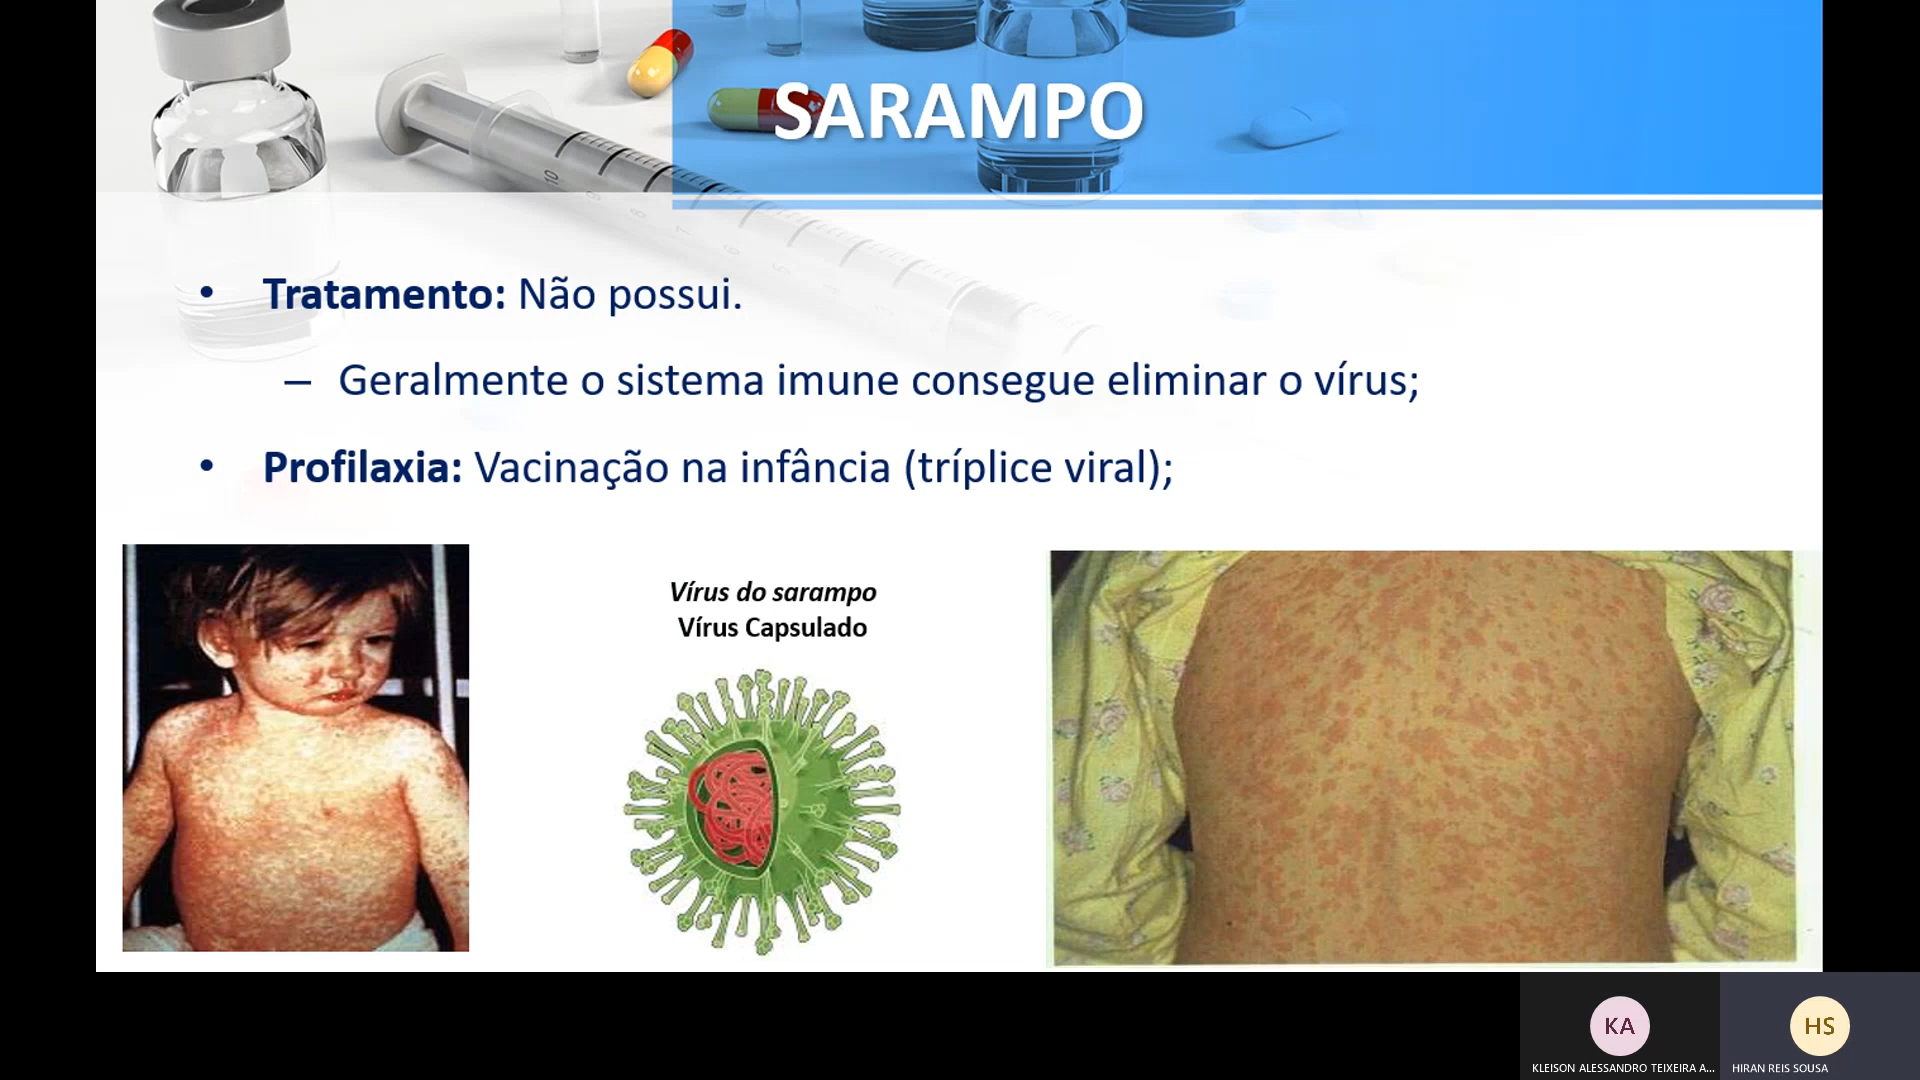 SARAMPO
• Tratamento: Não possui.
– Geralmente o sistema imune consegue eliminar o vírus;
• Profilaxia: Vacinação na infância (tríplice viral);
Vírus do sarampo
Vírus Capsulado
KA
HS
KLEISON ALESSANDRO TEIXEIRA A...
HIRAN REIS SOUSA